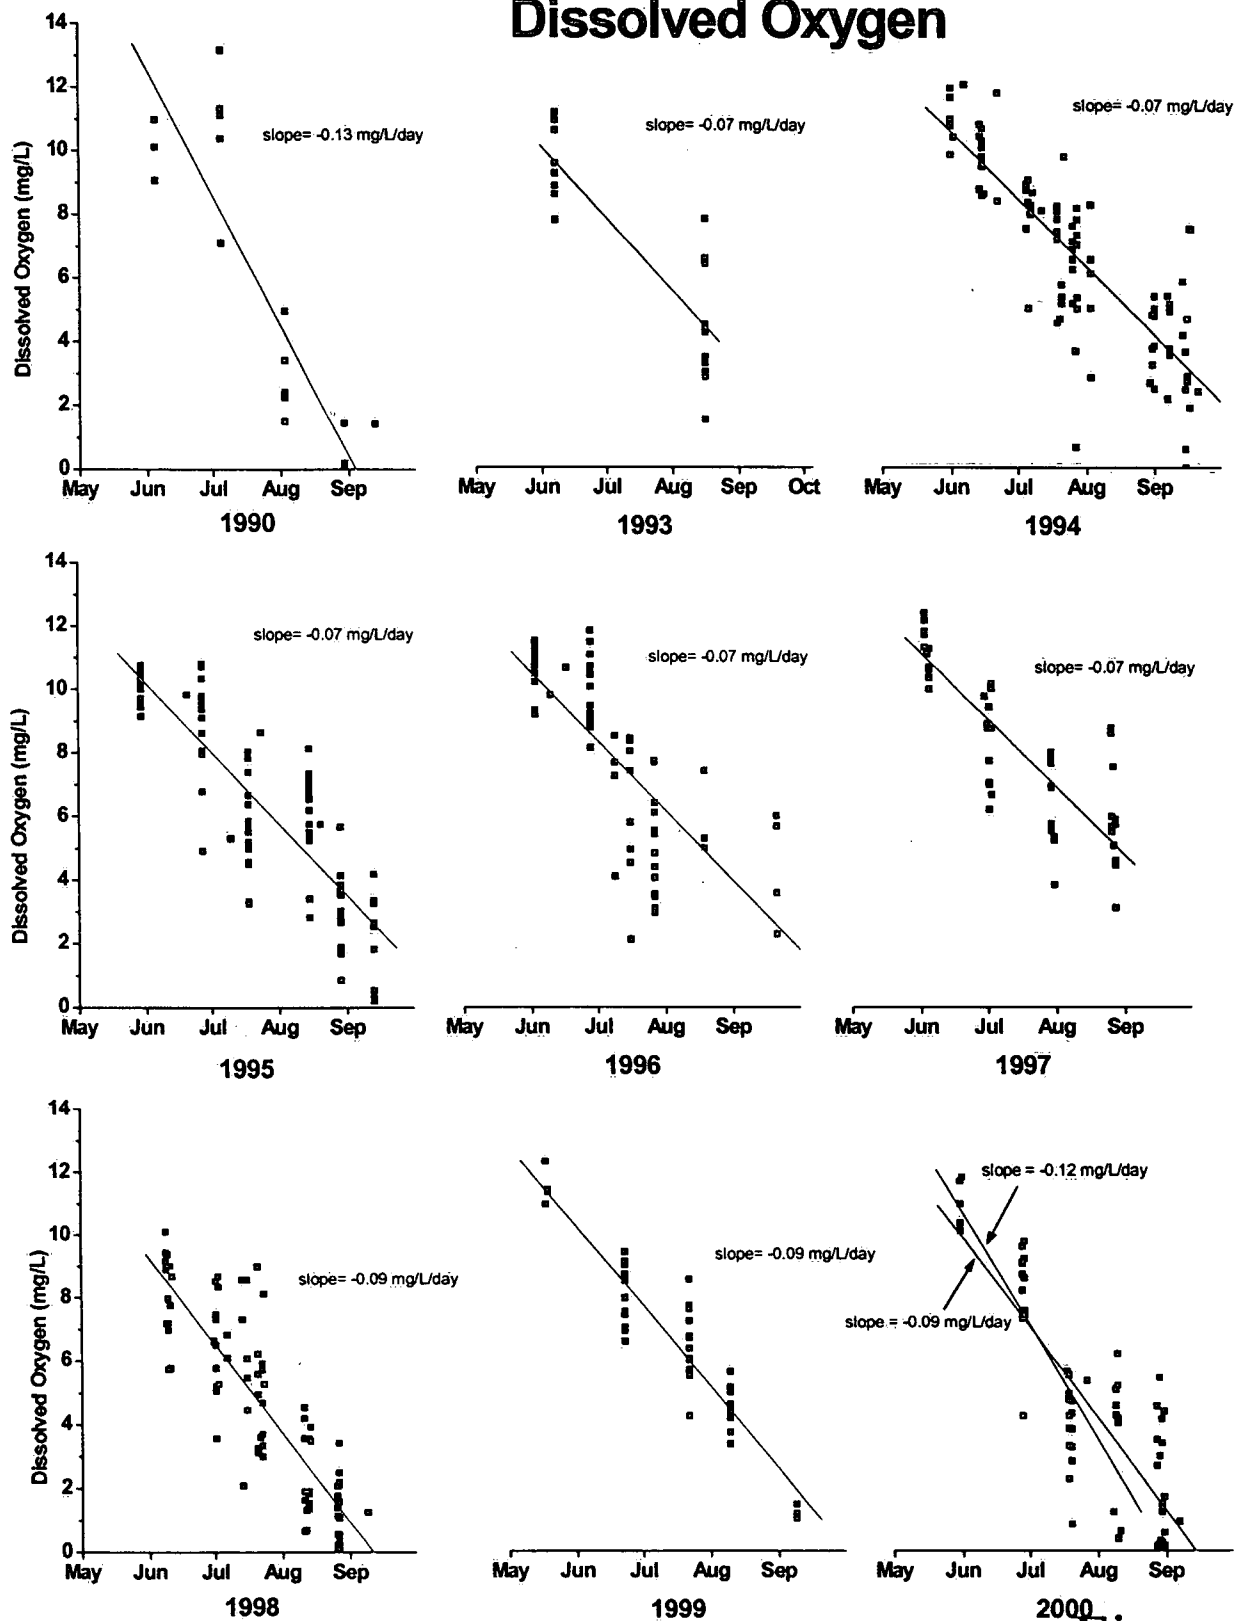 Dissolved Oxygen
14
12
10
8
6
4
2
0
Dissolved Oxygen (mg/L)
slope= -0.13 mg/L/day
May Jun Jul Aug Sep
1990
slope= -0.07 mg/L/day
May Jun Jul Aug Sep Oct
1993
slope= -0.07 mg/L/day
May Jun Jul Aug Sep
1994
14
12
10
8
6
4
2
0
Dissolved Oxygen (mg/L)
slope= -0.07 mg/L/day
May Jun Jul Aug Sep
1995
slope= -0.07 mg/L/day
May Jun Jul Aug Sep
1996
slope= -0.07 mg/L/day
May Jun Jul Aug Sep
1997
14
12
10
8
6
4
2
0
Dissolved Oxygen (mg/L)
slope= -0.09 mg/L/day
May Jun Jul Aug Sep
1998
slope= -0.09 mg/L/day
May Jun Jul Aug Sep
1999
slope = -0.12 mg/L/day
slope = -0.09 mg/L/day
May Jun Jul Aug Sep
2000